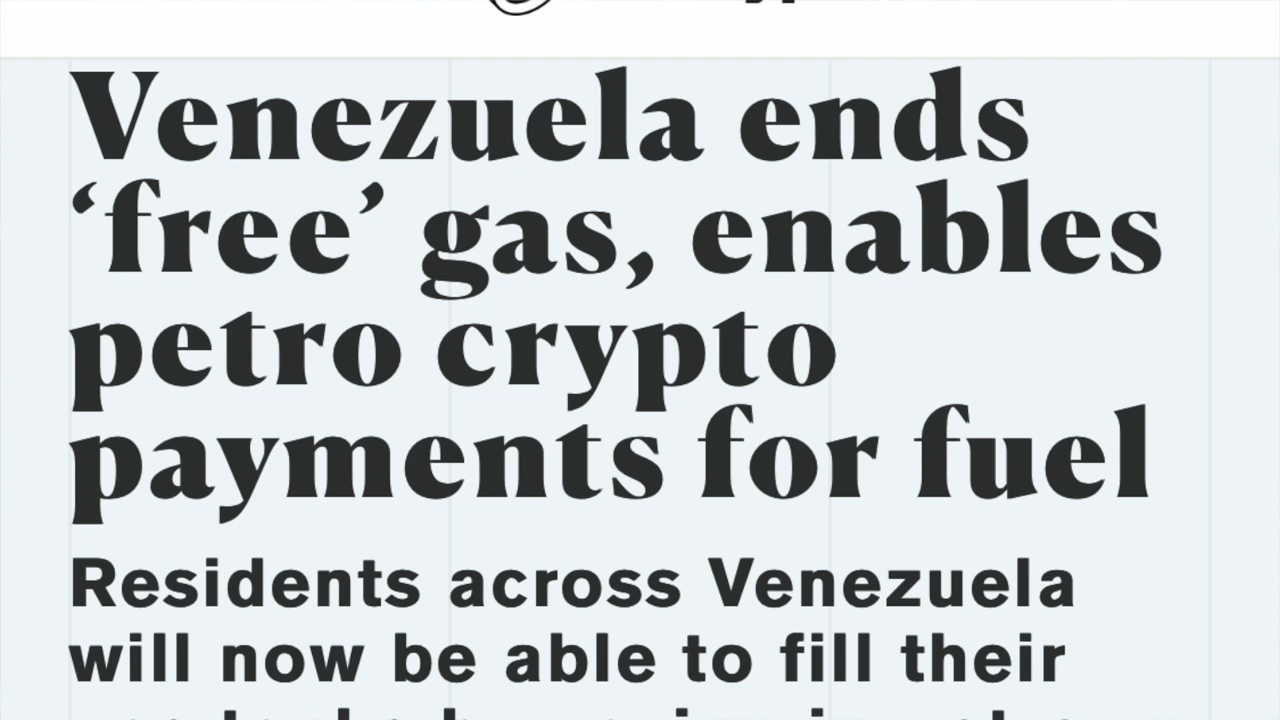 Venezuela ends
‘free’ gas, enables
petro crypto
payments for fuel
Residents across Venezuela
will now be able to fill their